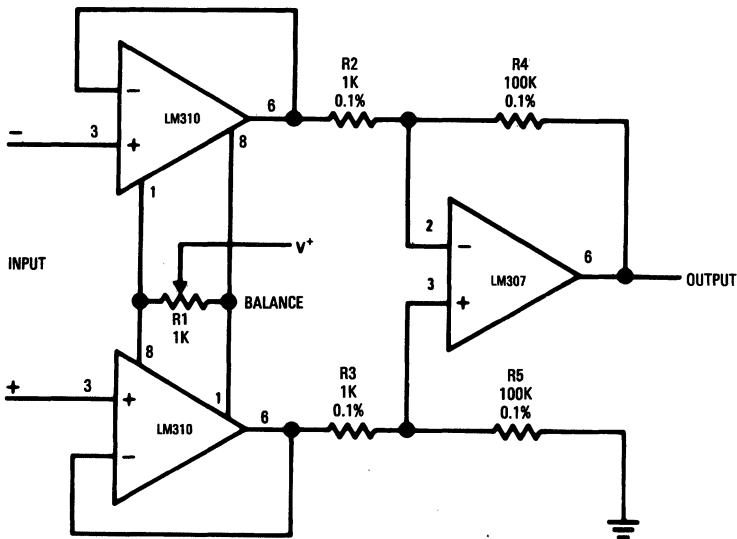 R2
1K
0.1%
R4
100K
0.1%
−
LM310
6
−
3
+
8
1
2
−
6
V+
INPUT
LM307
OUTPUT
3
+
BALANCE
R1
1K
8
R3
1K
0.1%
R5
100K
0.1%
+
3
+
1
6
LM310
−